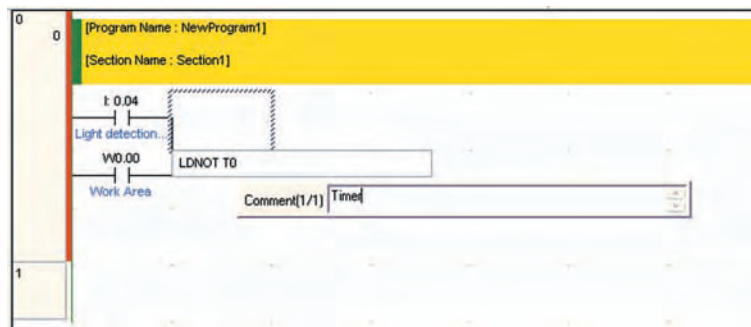 0
0
[Program Name : NewProgram1]
[Section Name : Section1]
I: 0.04
Light detection...
W0.00
LDNOT T0
Work Area
Comment(1/1)
Timer
1